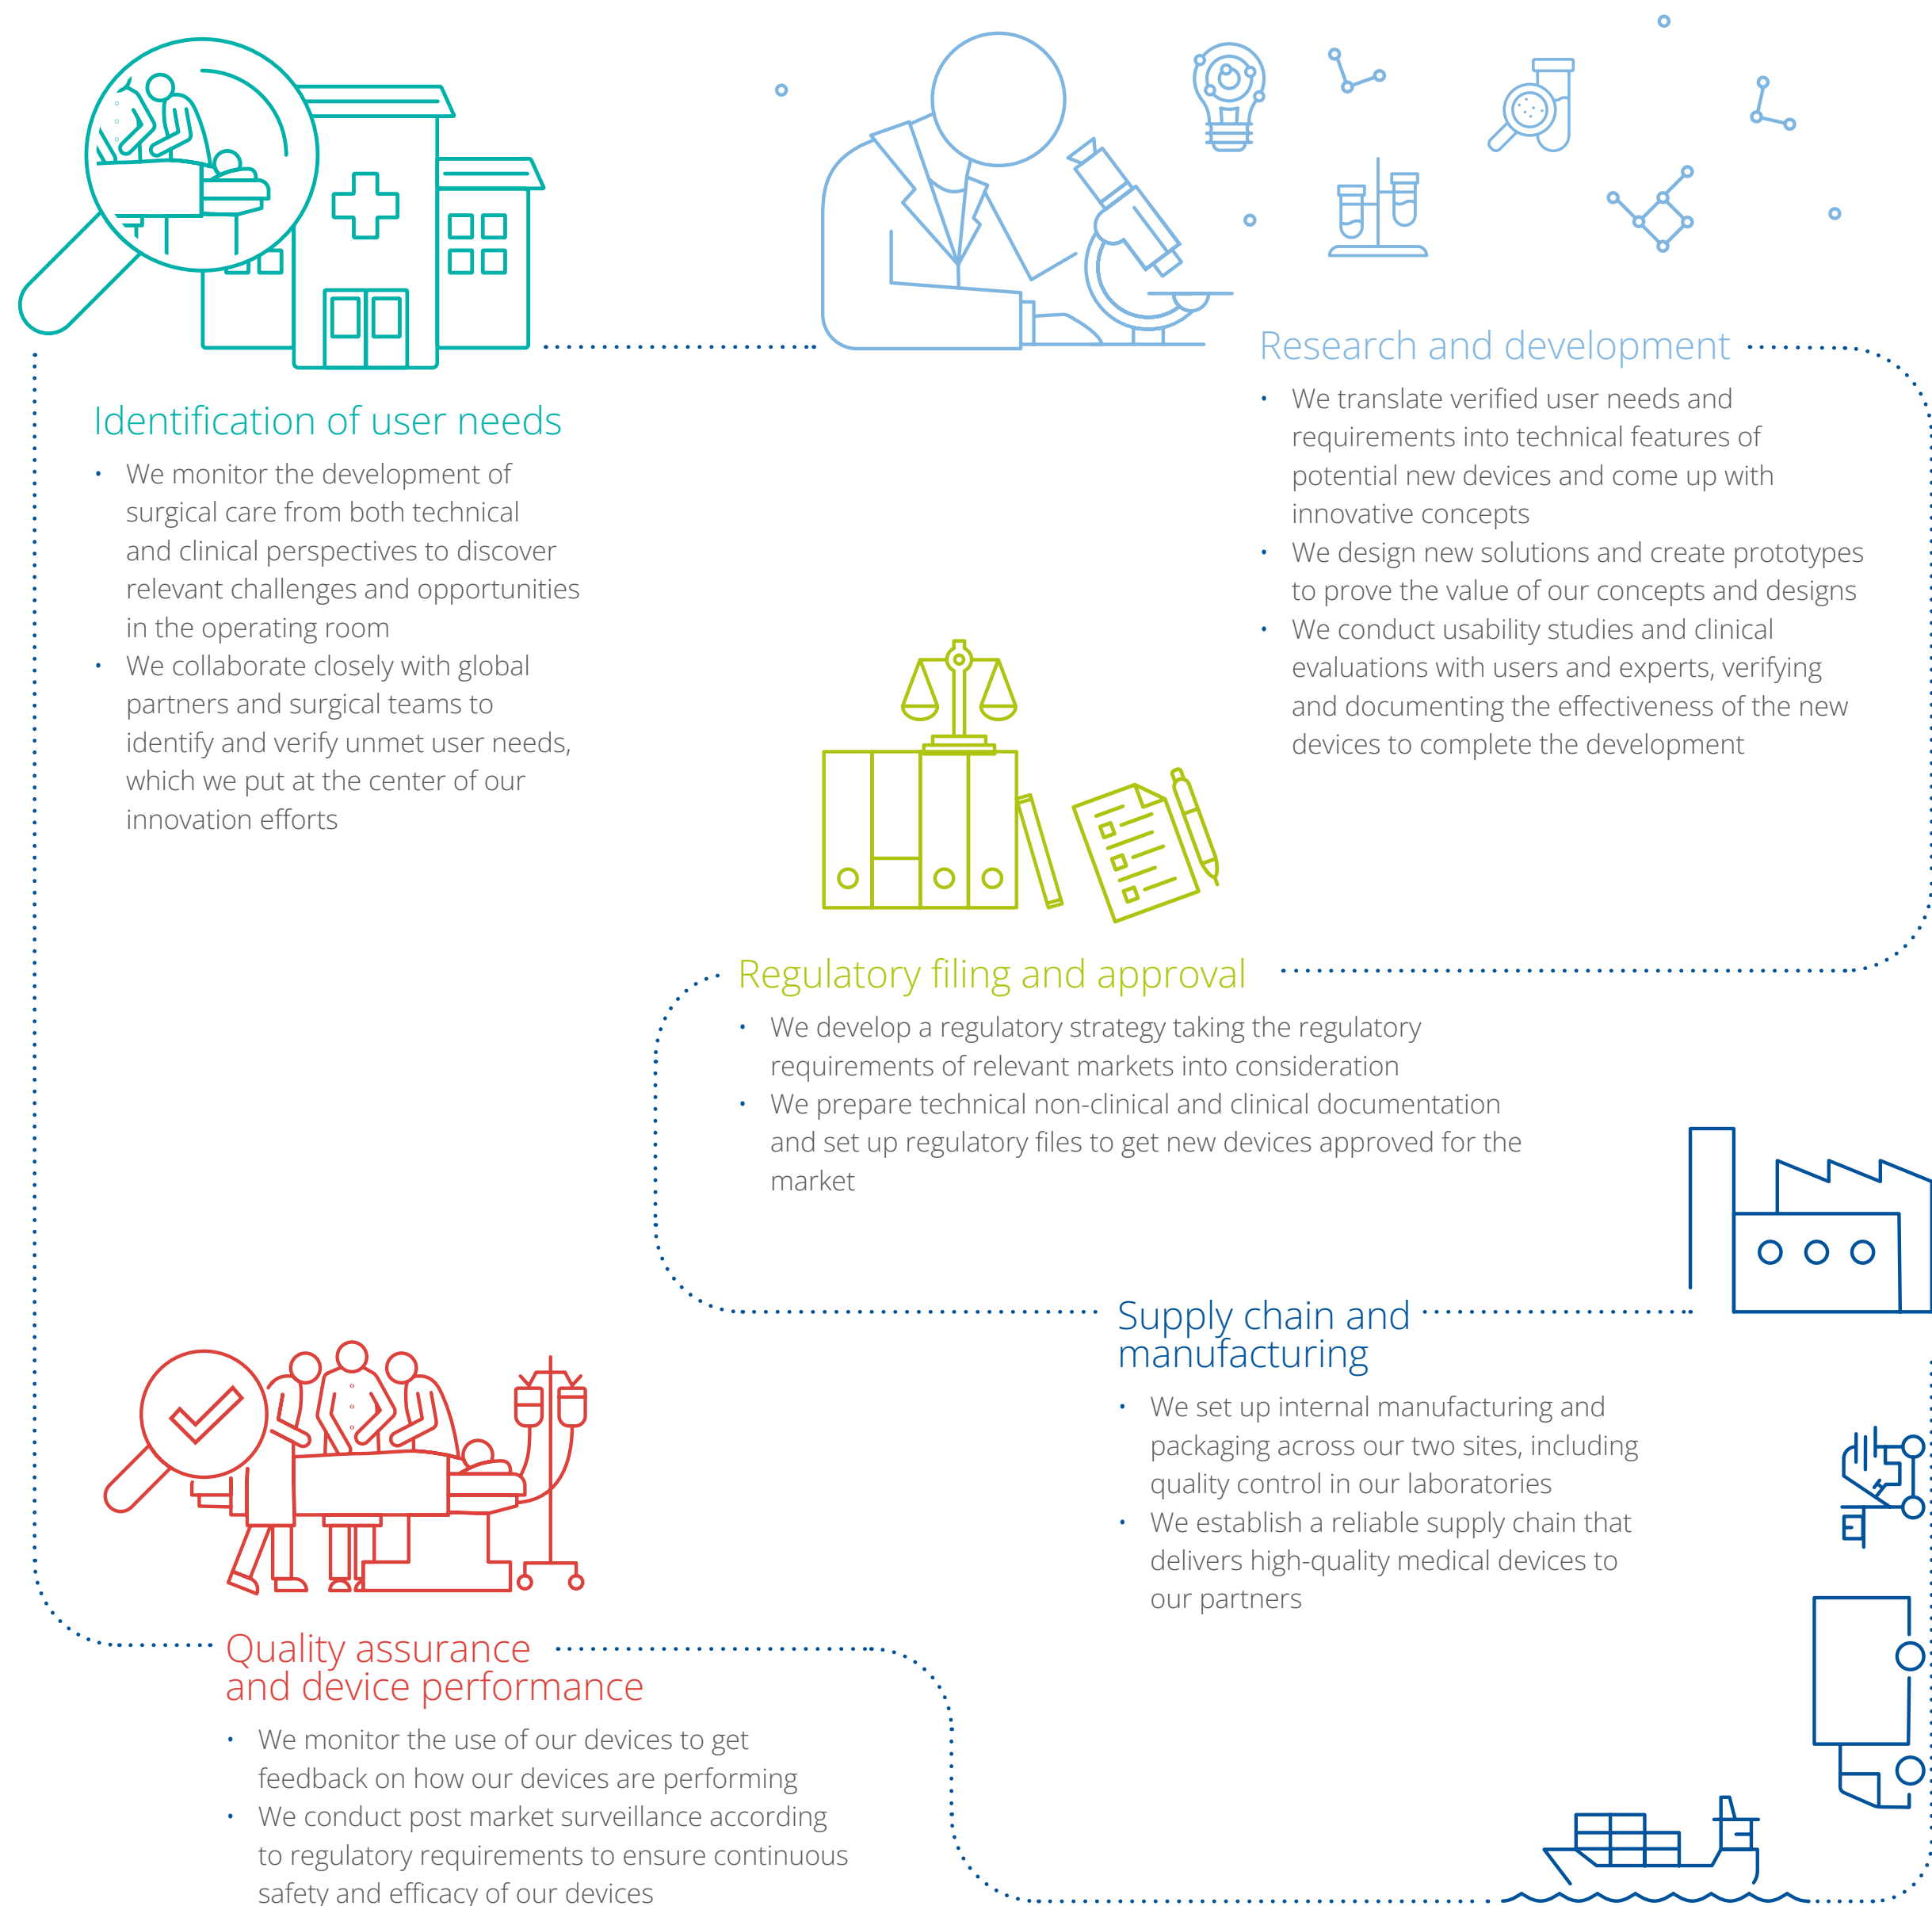 Identification of user needs
• We monitor the development of
surgical care from both technical
and clinical perspectives to discover
relevant challenges and opportunities
in the operating room
• We collaborate closely with global
partners and surgical teams to
identify and verify unmet user needs,
which we put at the center of our
innovation efforts
Research and development
• We translate verified user needs and
requirements into technical features of
potential new devices and come up with
innovative concepts
• We design new solutions and create prototypes
to prove the value of our concepts and designs
• We conduct usability studies and clinical
evaluations with users and experts, verifying
and documenting the effectiveness of the new
devices to complete the development
Regulatory filing and approval
• We develop a regulatory strategy taking the regulatory
requirements of relevant markets into consideration
• We prepare technical non-clinical and clinical documentation
and set up regulatory files to get new devices approved for the
market
Supply chain and
manufacturing
• We set up internal manufacturing and
packaging across our two sites, including
quality control in our laboratories
• We establish a reliable supply chain that
delivers high-quality medical devices to
our partners
Quality assurance
and device performance
• We monitor the use of our devices to get
feedback on how our devices are performing
• We conduct post market surveillance according
to regulatory requirements to ensure continuous
safety and efficacy of our devices